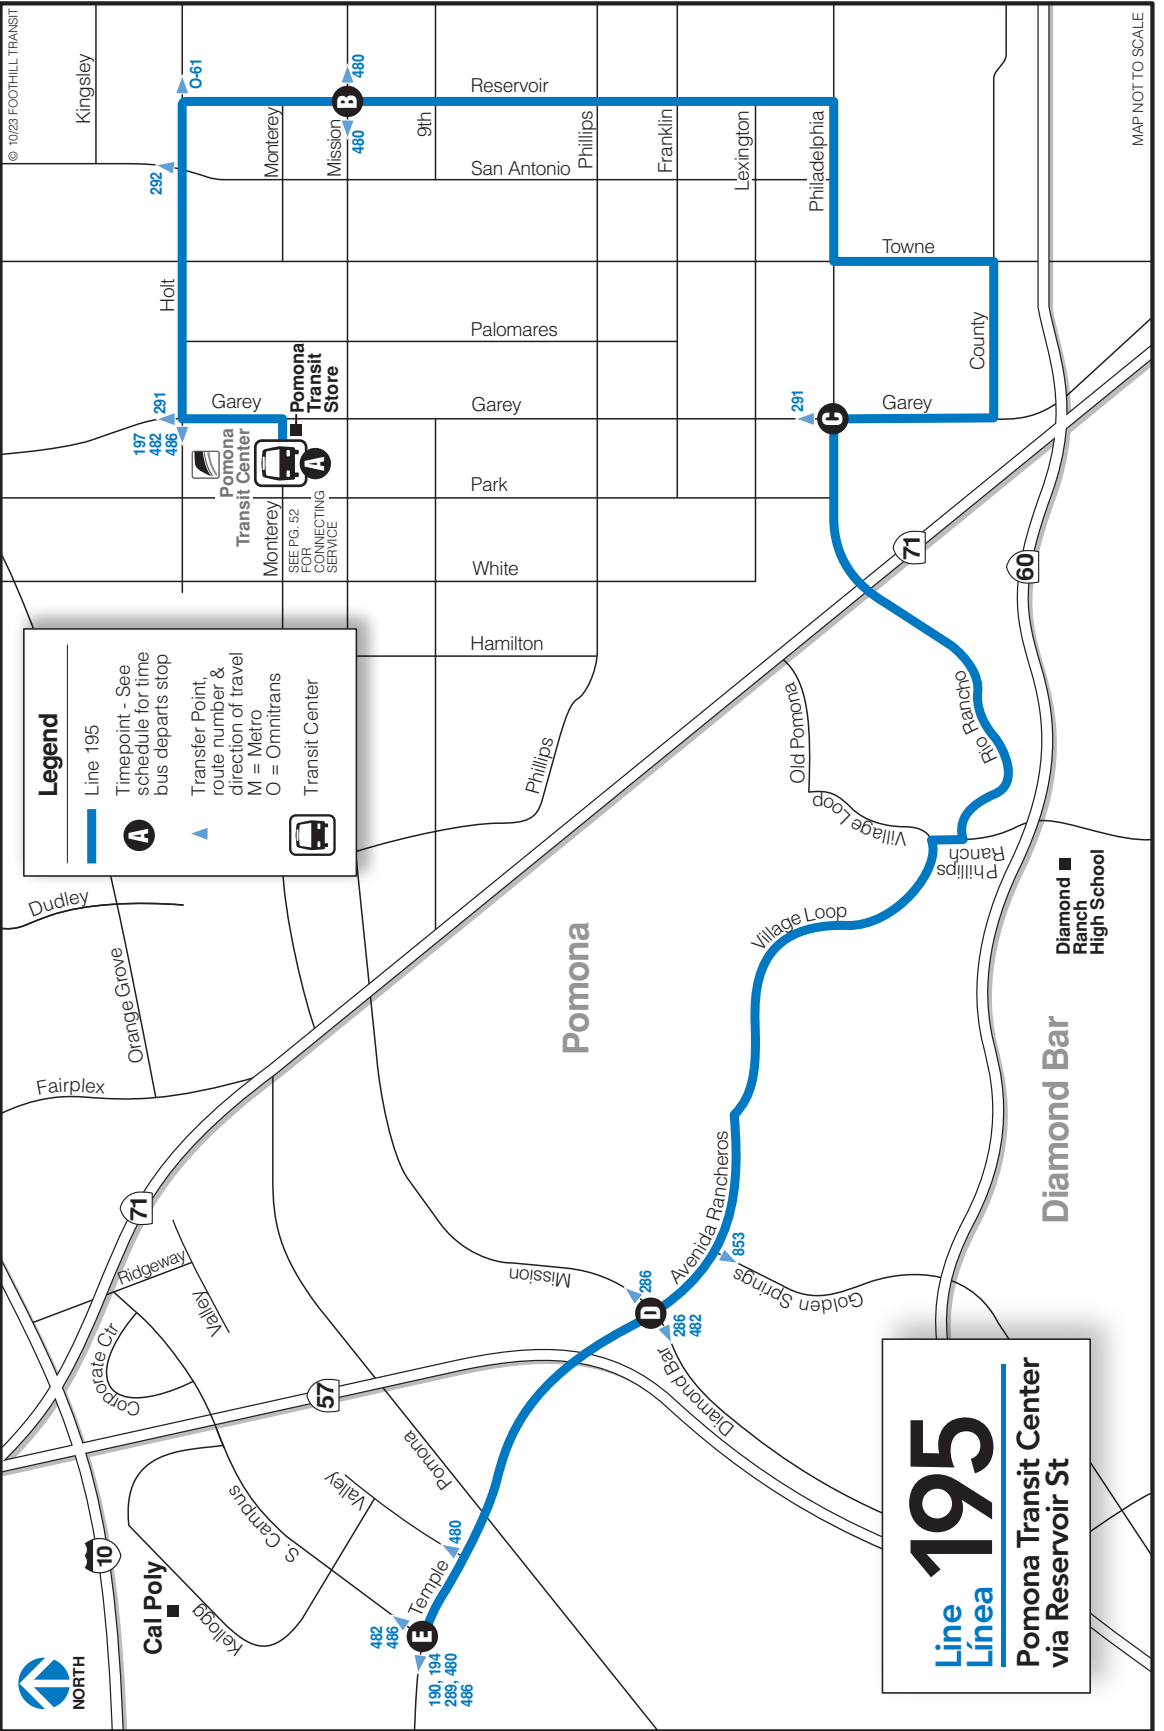 © 10/23 FOOTHILL TRANSIT
MAP NOT TO SCALE
NORTH
Legend
Line 195
A
Timepoint - See
schedule for time
bus departs stop
Transfer Point,
route number &
direction of travel
M = Metro
O = Omnitrans
Transit Center
Line
Línea
195
Pomona Transit Center
via Reservoir St
Kingsley
O-61
292
Holt
291
197
482
486
Garey
Pomona
Transit
Store
Pomona
Transit Center
A
Monterey
SEE PG. 52
FOR
CONNECTING
SERVICE
Monterey
Mission
480
B
480
Reservoir
9th
San Antonio
Phillips
Franklin
Lexington
Philadelphia
Towne
County
Palomares
Garey
291
C
Garey
Park
White
Hamilton
Phillips
71
60
Old Pomona
Village Loop
Rio Rancho
Phillips
Ranch
Diamond
Ranch
High School
Village Loop
Pomona
Diamond Bar
Dudley
Orange Grove
Fairplex
71
Ridgeway
Valley
Corporate Ctr
57
10
Cal Poly
Kellogg
S. Campus
Valley
Pomona
Mission
286
D
286
482
Diamond Bar
Avenida Rancheros
853
Golden Springs
480
Temple
482
486
E
190, 194
289, 480
486